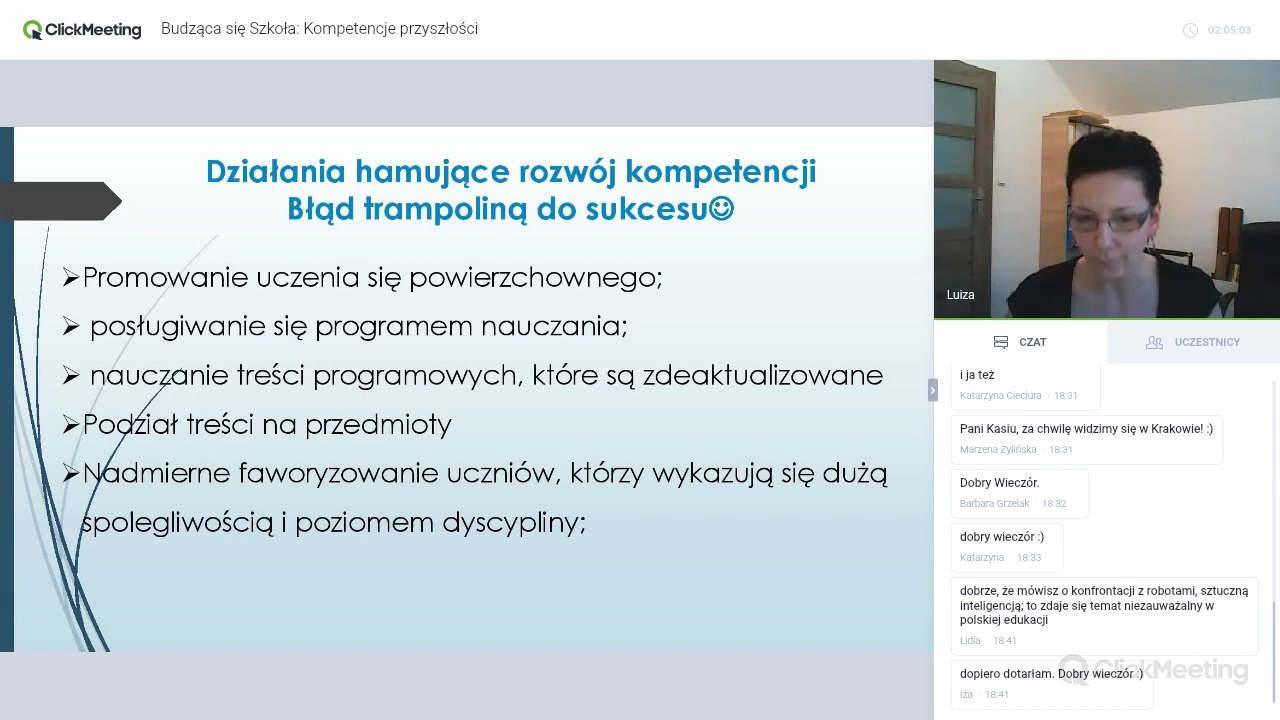 ClickMeeting
Budząca się Szkoła: Kompetencje przyszłości
02:05:03
Działania hamujące rozwój kompetencji
Błąd trampoliną do sukcesu☺
➢Promowanie uczenia się powierzchownego;
➢ posługiwanie się programem nauczania;
➢ nauczanie treści programowych, które są zdeaktualizowane
➢Podział treści na przedmioty
➢Nadmierne faworyzowanie uczniów, którzy wykazują się dużą
spolegliwością i poziomem dyscypliny;
Luiza
CZAT
UCZESTNICY
i ja też
Katarzyna Cieciura 18:31
Pani Kasiu, za chwilę widzimy się w Krakowie! :)
Marzena Żylińska 18:31
Dobry Wieczór.
Barbara Grzelak 18:32
dobry wieczór :)
Katarzyna 18:33
dobrze, że mówisz o konfrontacji z robotami, sztuczną
inteligencją; to zdaje się temat niezauważalny w
polskiej edukacji
Lidia 18:41
dopiero dotarłam. Dobry wieczór :)
Iza 18:41
ClickMeeting